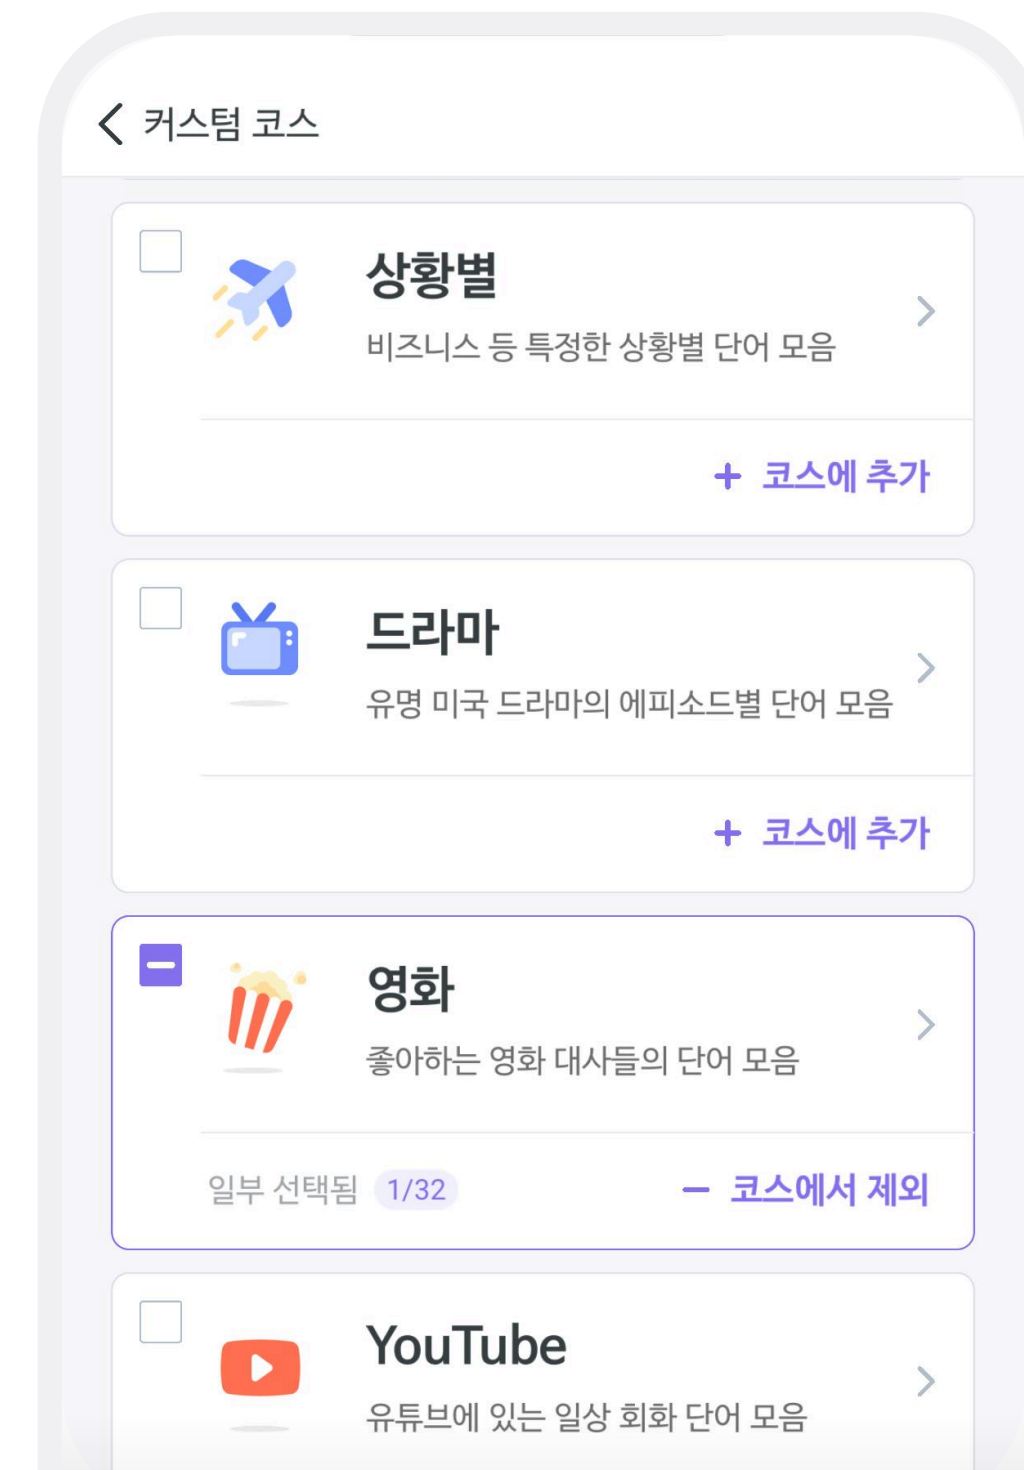 커스텀 코스
상황별
비즈니스 등 특정한 상황별 단어 모음
+ 코스에 추가
드라마
유명 미국 드라마의 에피소드별 단어 모음
+ 코스에 추가
영화
좋아하는 영화 대사들의 단어 모음
일부 선택됨 1/32 − 코스에서 제외
YouTube
유튜브에 있는 일상 회화 단어 모음